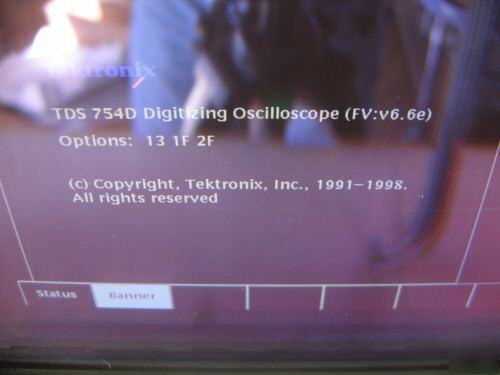 Tektronix
TDS 754D Digitizing Oscilloscope (FV:v6.6e)
Options: 13 1F 2F
(c) Copyright, Tektronix, Inc., 1991-1998.
All rights reserved
Status Banner